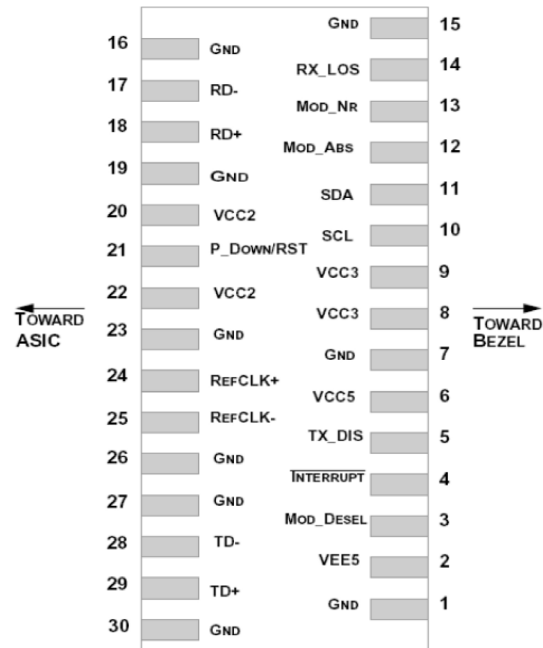 GND 15
16 GND
RX_LOS 14
17 RD-
MOD_NR 13
18 RD+
MOD_ABS 12
19 GND
SDA 11
20 VCC2
SCL 10
21 P_DOWN/RST
VCC3 9
22 VCC2
VCC3 8
TOWARD
ASIC
TOWARD
BEZEL
23 GND
GND 7
24 REFCLK+
VCC5 6
25 REFCLK-
TX_DIS 5
26 GND
INTERRUPT 4
27 GND
MOD_DESEL 3
28 TD-
VEE5 2
29 TD+
GND 1
30 GND